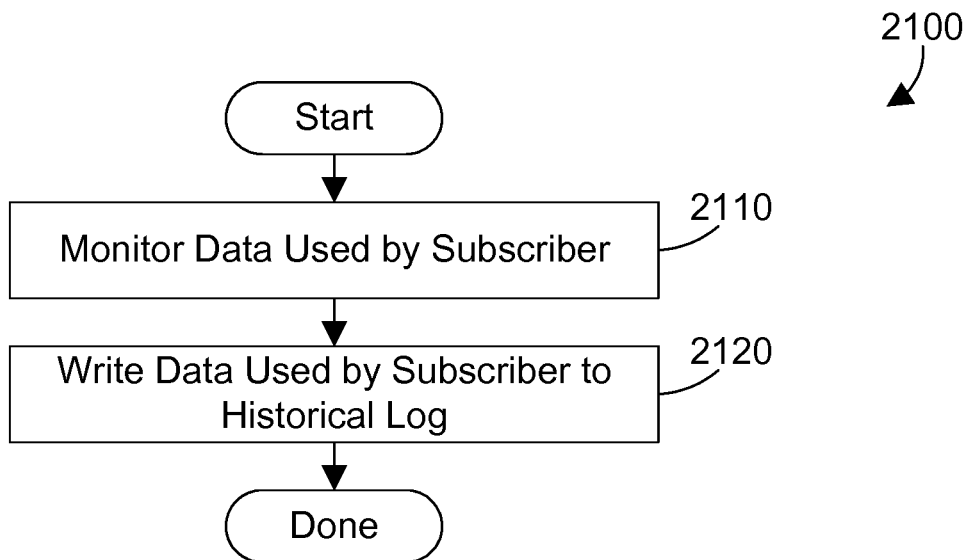 2100
Start
2110
Monitor Data Used by Subscriber
2120
Write Data Used by Subscriber to
Historical Log
Done